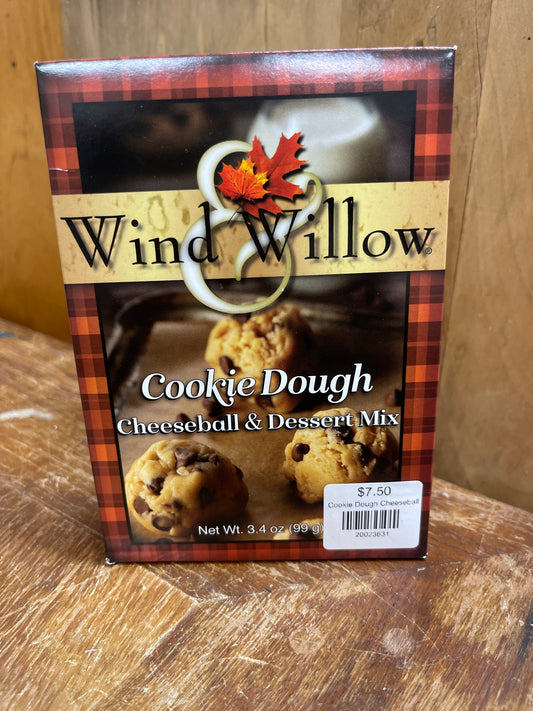 Wind & Willow®
Cookie Dough
Cheeseball & Dessert Mix
Net Wt. 3.4 oz (99 g)
$7.50
Cookie Dough Cheeseball
20023631